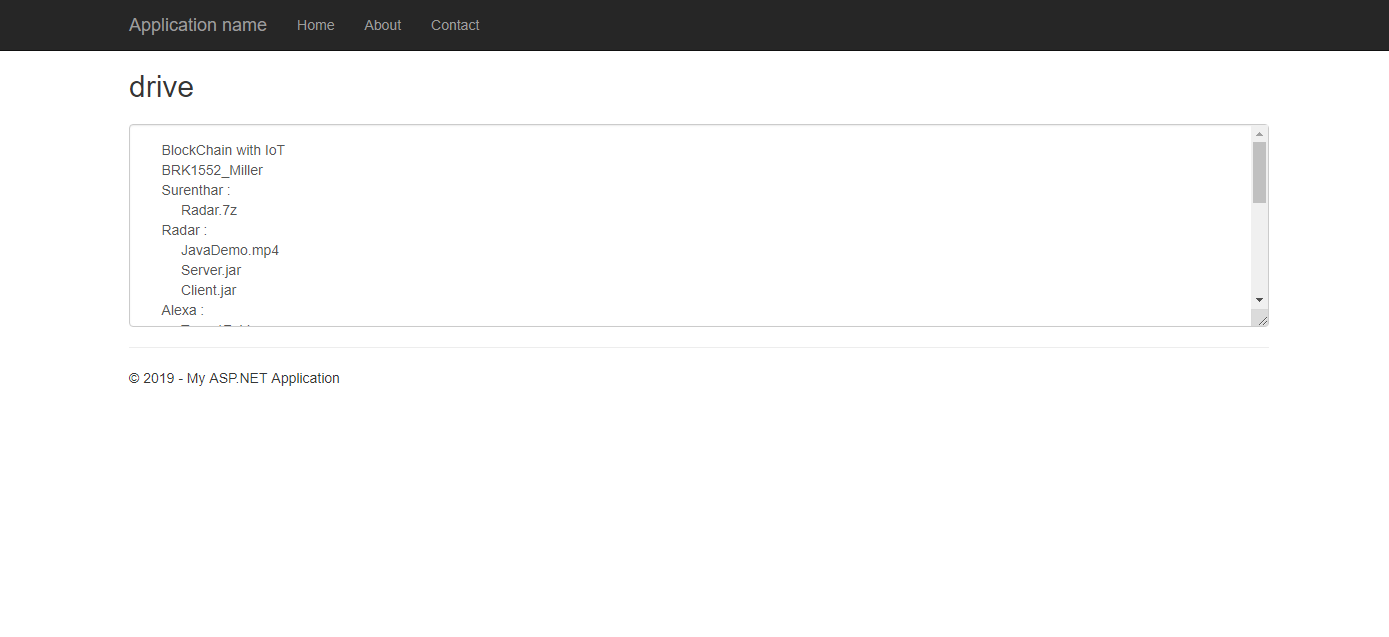 Application name Home About Contact
drive
BlockChain with IoT
BRK1552_Miller
Surenthar :
Radar.7z
Radar :
JavaDemo.mp4
Server.jar
Client.jar
Alexa :
© 2019 - My ASP.NET Application